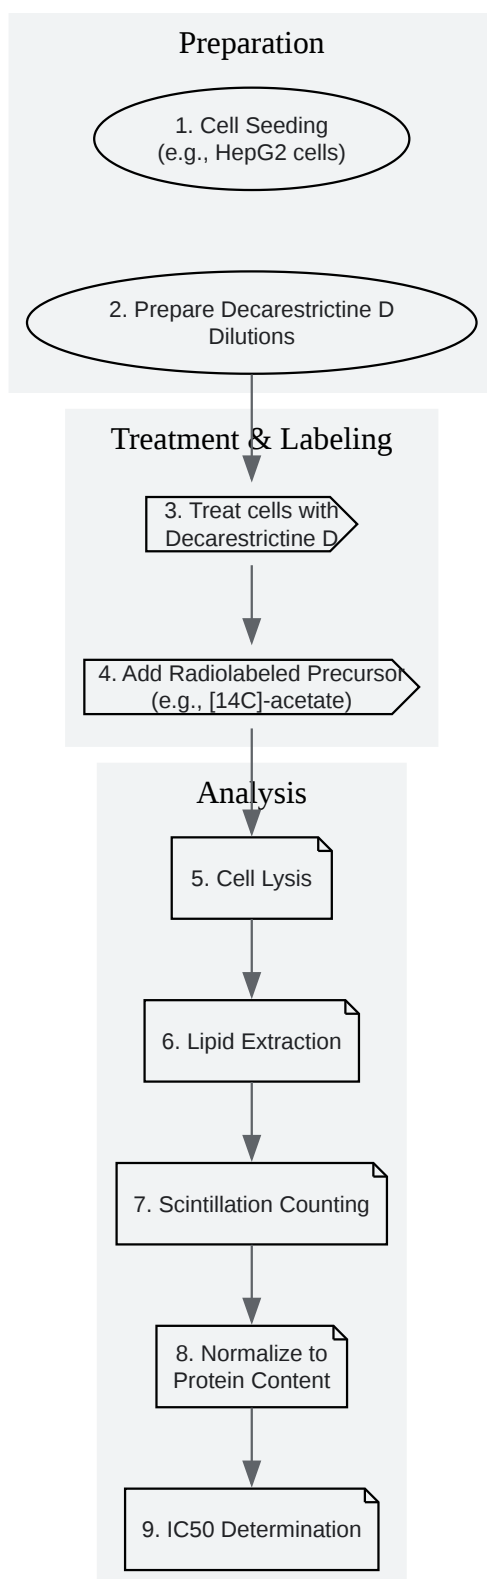 Preparation
1. Cell Seeding
(e.g., HepG2 cells)
2. Prepare Decarestrictine D
Dilutions
Treatment & Labeling
3. Treat cells with
Decarestrictine D
4. Add Radiolabeled Precursor
(e.g., [14C]-acetate)
Analysis
5. Cell Lysis
6. Lipid Extraction
7. Scintillation Counting
8. Normalize to
Protein Content
9. IC50 Determination